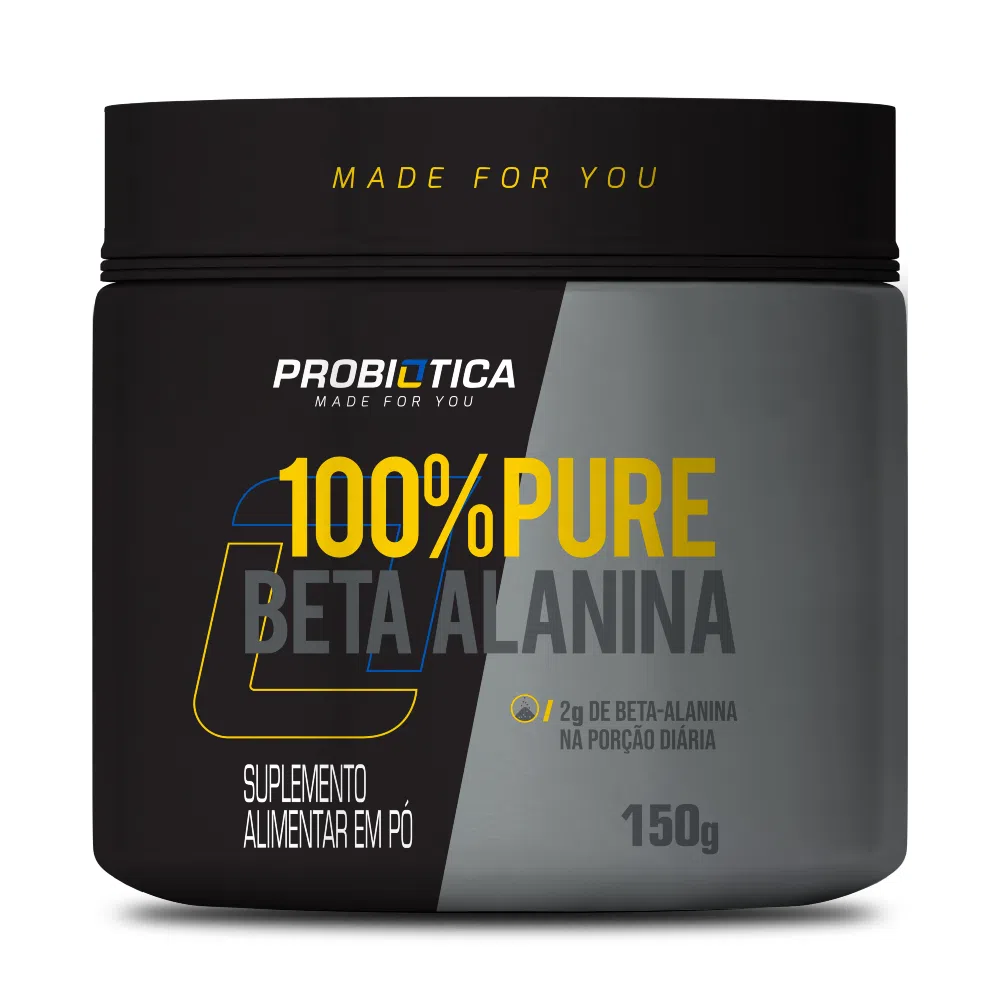 MADE FOR YOU
PROBIOTICA
MADE FOR YOU
100% PURE
BETA ALANINA
2g DE BETA-ALANINA
NA PORÇÃO DIÁRIA
SUPLEMENTO
ALIMENTAR EM PÓ
150g